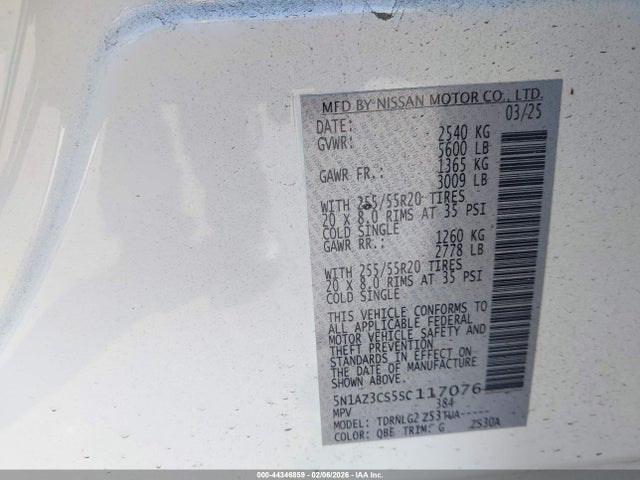 MFD BY NISSAN MOTOR CO., LTD.
DATE: 03/25
GVWR: 2540 KG
5600 LB
GAWR FR.: 1365 KG
3009 LB
WITH 255/55R20 TIRES
20 X 8.0 RIMS AT 35 PSI
COLD SINGLE
GAWR RR.: 1260 KG
2778 LB
WITH 255/55R20 TIRES
20 X 8.0 RIMS AT 35 PSI
COLD SINGLE
THIS VEHICLE CONFORMS TO
ALL APPLICABLE FEDERAL
MOTOR VEHICLE SAFETY AND
THEFT PREVENTION
STANDARDS IN EFFECT ON
THE DATE OF MANUFACTURE
SHOWN ABOVE.
5N1AZ3CS5SC117076
MPV 384
MODEL: TDRNLG2 Z53TUA-----
COLOR: QBE TRIM: G Z530A
000-44346859 - 02/06/2026 - IAA Inc.